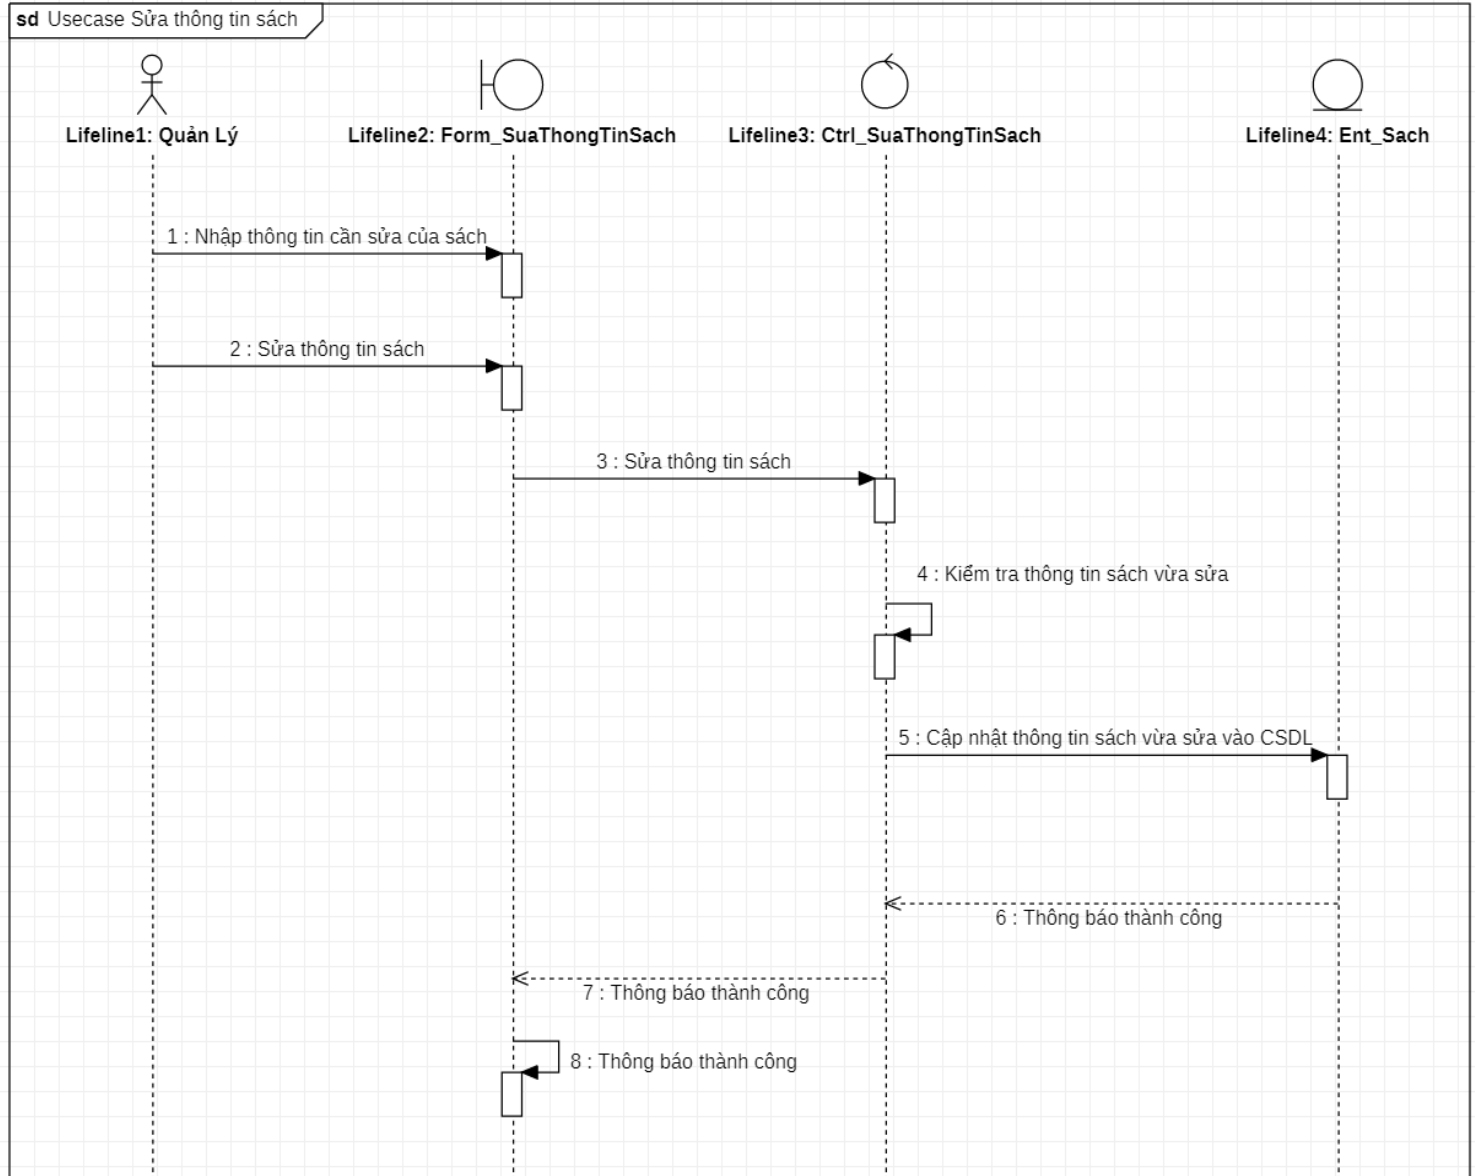 sd Usecase Sửa thông tin sách
Lifeline1: Quản Lý
Lifeline2: Form_SuaThongTinSach
Lifeline3: Ctrl_SuaThongTinSach
Lifeline4: Ent_Sach
1 : Nhập thông tin cần sửa của sách
2 : Sửa thông tin sách
3 : Sửa thông tin sách
4 : Kiểm tra thông tin sách vừa sửa
5 : Cập nhật thông tin sách vừa sửa vào CSDL
6 : Thông báo thành công
7 : Thông báo thành công
8 : Thông báo thành công